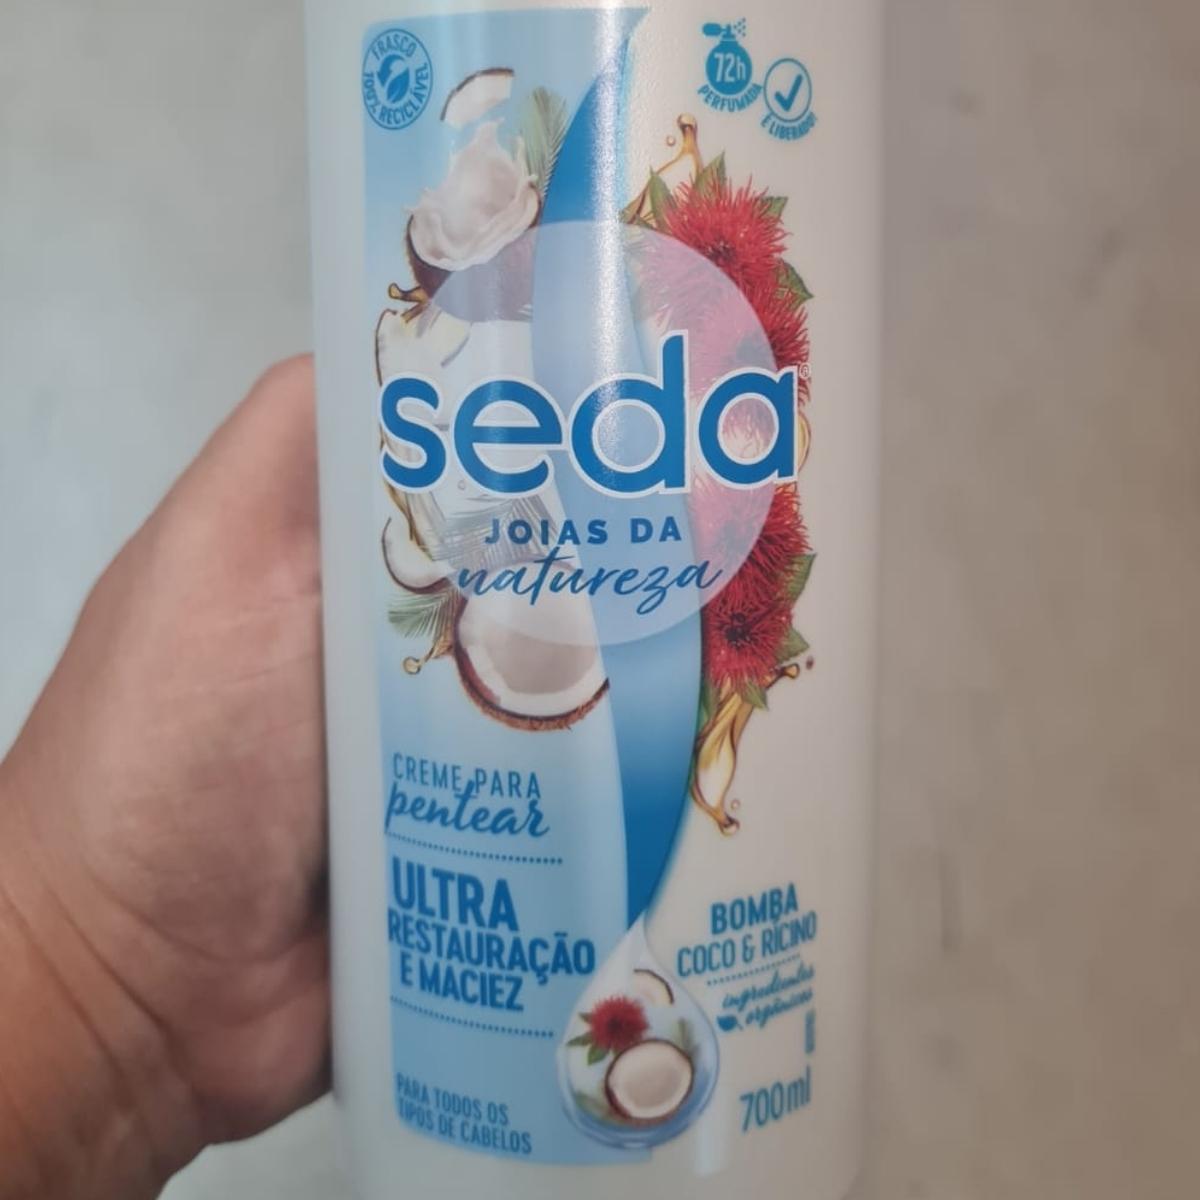 FRASCO
100% RECICLÁVEL
72h
PERFUMADA
É LIBERADO!
seda®
JOIAS DA
natureza
CREME PARA
pentear
ULTRA
RESTAURAÇÃO
E MACIEZ
BOMBA
COCO & RÍCINO
ingredientes
orgânicos
PARA TODOS OS
TIPOS DE CABELOS
700ml